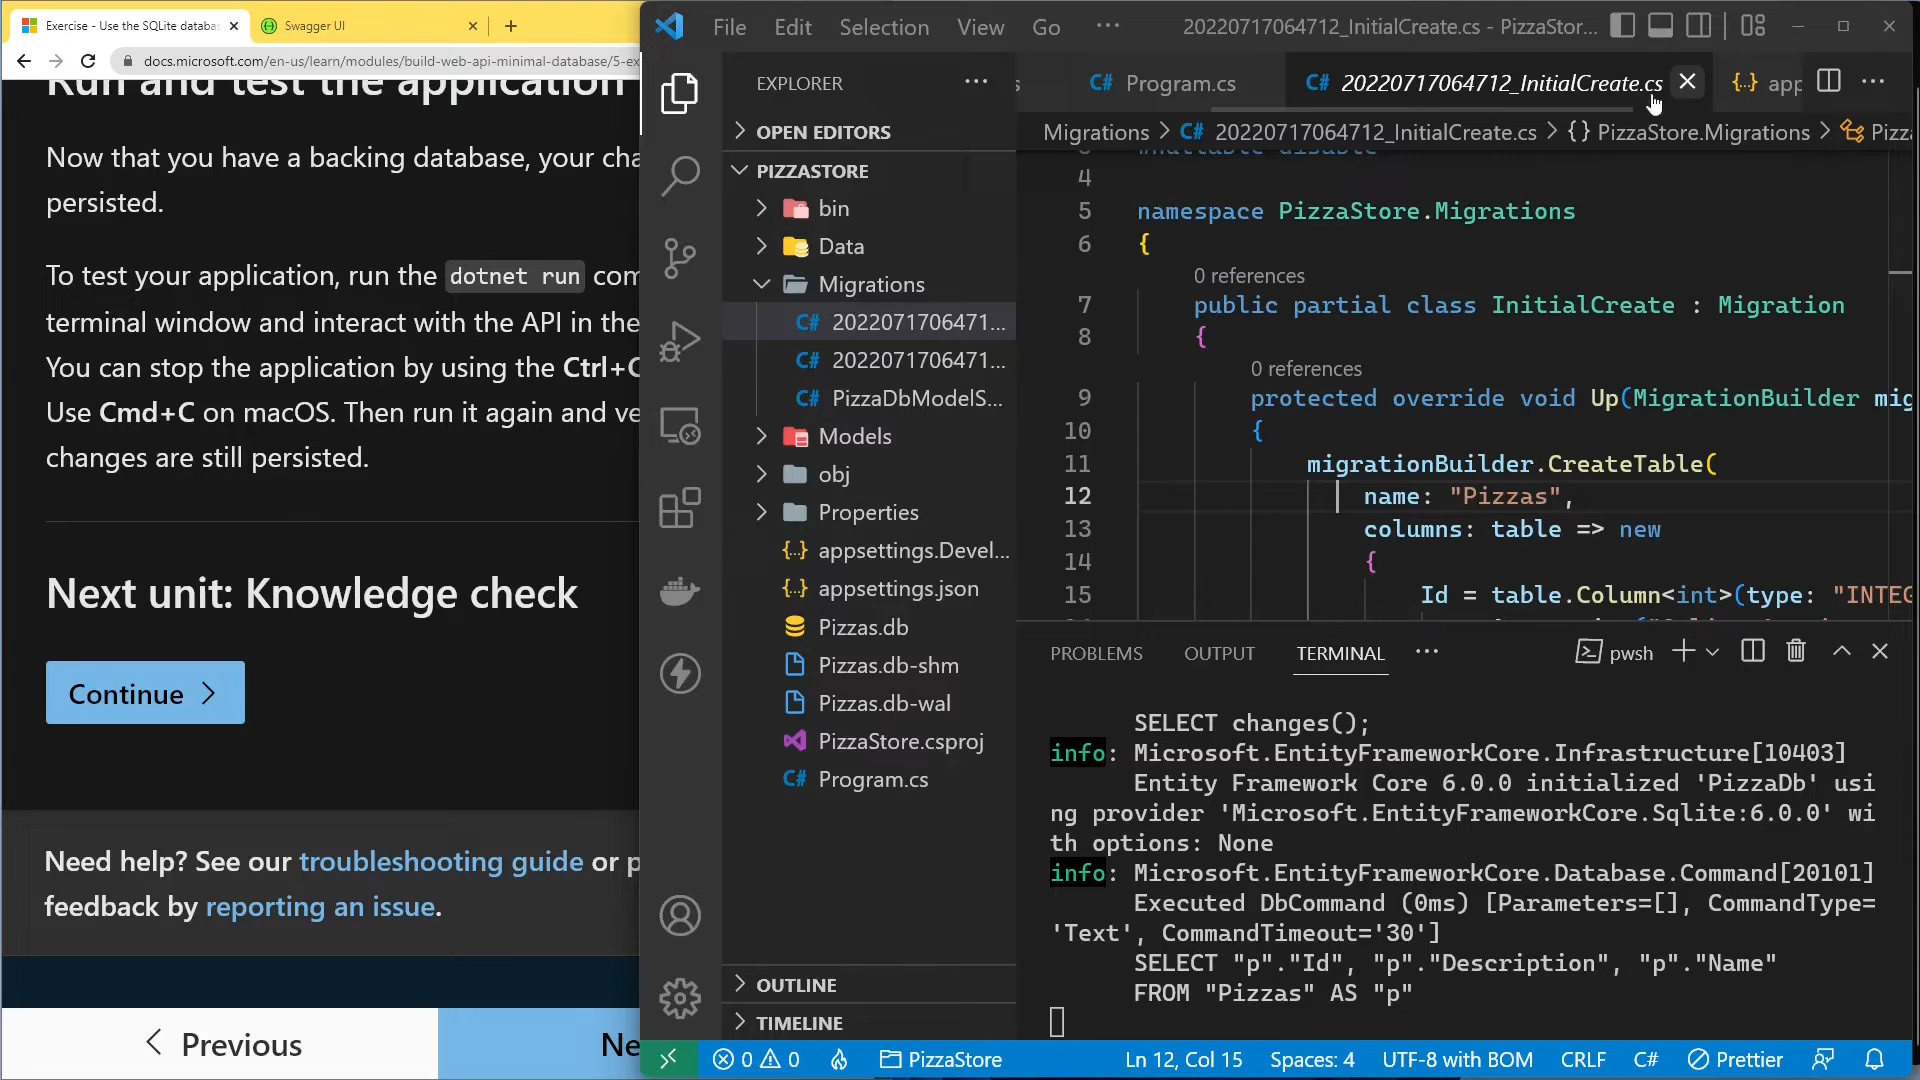 Exercise - Use the SQLite databas
Swagger UI
docs.microsoft.com/en-us/learn/modules/build-web-api-minimal-database/5-ex
Run and test the application
Now that you have a backing database, your cha
persisted.
To test your application, run the dotnet run com
terminal window and interact with the API in the
You can stop the application by using the Ctrl+C
Use Cmd+C on macOS. Then run it again and ve
changes are still persisted.
Next unit: Knowledge check
Continue
Need help? See our troubleshooting guide or p
feedback by reporting an issue.
Previous
Ne
File Edit Selection View Go ···
20220717064712_InitialCreate.cs - PizzaStor...
EXPLORER ···
OPEN EDITORS
PIZZASTORE
bin
Data
Migrations
C# 2022071706471...
C# 2022071706471...
C# PizzaDbModelS...
Models
obj
Properties
{..} appsettings.Devel...
{..} appsettings.json
Pizzas.db
Pizzas.db-shm
Pizzas.db-wal
PizzaStore.csproj
C# Program.cs
OUTLINE
TIMELINE
s
C# Program.cs
C# 20220717064712_InitialCreate.cs
{..} app
···
Migrations > C# 20220717064712_InitialCreate.cs > {} PizzaStore.Migrations > Pizz
3 #nullable disable
4
5 namespace PizzaStore.Migrations
6 {
0 references
7 public partial class InitialCreate : Migration
8 {
0 references
9 protected override void Up(MigrationBuilder mig
10 {
11 migrationBuilder.CreateTable(
12 name: "Pizzas",
13 columns: table => new
14 {
15 Id = table.Column<int>(type: "INTEG
PROBLEMS OUTPUT TERMINAL ···
pwsh
SELECT changes();
info: Microsoft.EntityFrameworkCore.Infrastructure[10403]
Entity Framework Core 6.0.0 initialized 'PizzaDb' usi
ng provider 'Microsoft.EntityFrameworkCore.Sqlite:6.0.0' wi
th options: None
info: Microsoft.EntityFrameworkCore.Database.Command[20101]
Executed DbCommand (0ms) [Parameters=[], CommandType=
'Text', CommandTimeout='30']
SELECT "p"."Id", "p"."Description", "p"."Name"
FROM "Pizzas" AS "p"
0 0
PizzaStore
Ln 12, Col 15
Spaces: 4
UTF-8 with BOM
CRLF
C#
Prettier